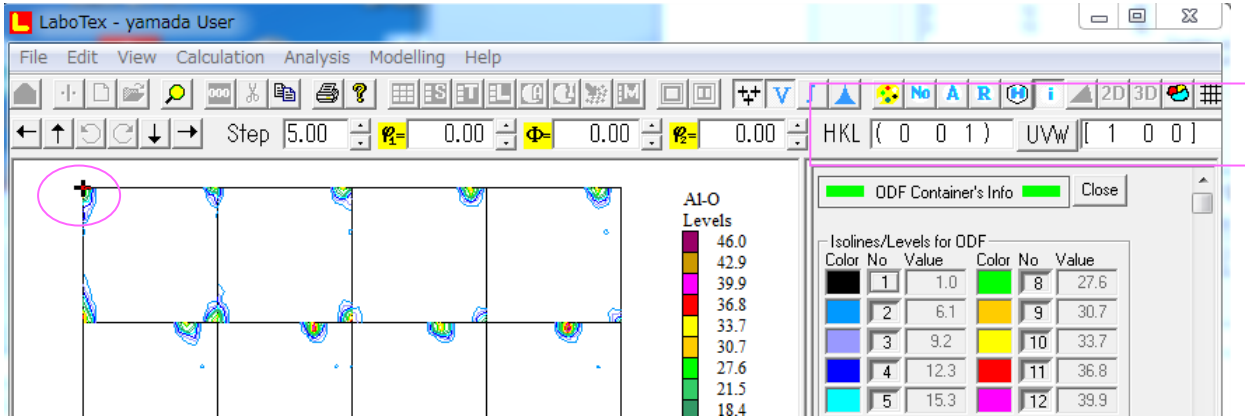 LaboTex - yamada User
File Edit View Calculation Analysis Modelling Help
No A R H i 2D 3D
Step 5.00 φ1= 0.00 Φ= 0.00 φ2= 0.00 HKL ( 0 0 1 ) UVW [ 1 0 0 ]
ODF Container's Info Close
Al-O
Levels
46.0
42.9
39.9
36.8
33.7
30.7
27.6
21.5
18.4
Isolines/Levels for ODF
Color No Value Color No Value
1 1.0 8 27.6
2 6.1 9 30.7
3 9.2 10 33.7
4 12.3 11 36.8
5 15.3 12 39.9